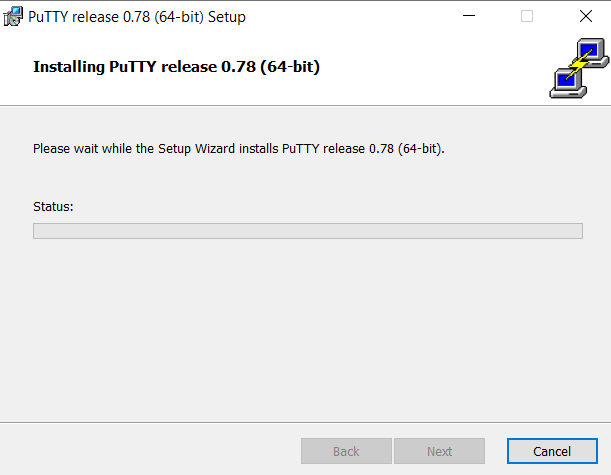 PuTTY release 0.78 (64-bit) Setup
Installing PuTTY release 0.78 (64-bit)
Please wait while the Setup Wizard installs PuTTY release 0.78 (64-bit).
Status:
Back
Next
Cancel